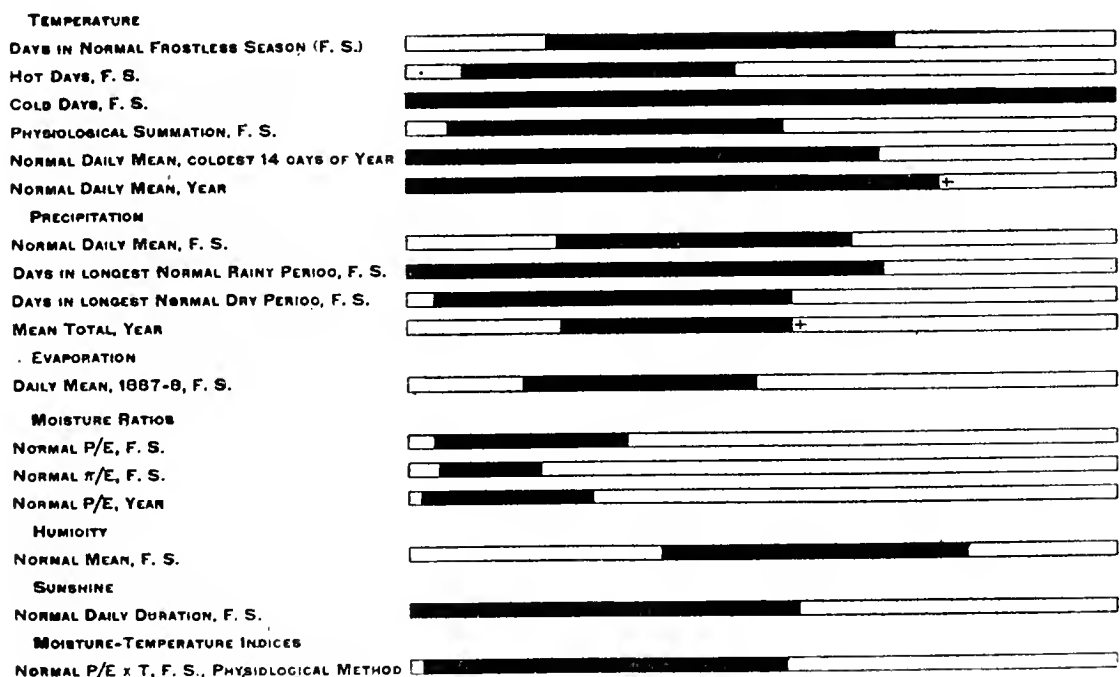 TEMPERATURE
DAYS IN NORMAL FROSTLESS SEASON (F. S.)
HOT DAYS, F. S.
COLD DAYS, F. S.
PHYSIOLOGICAL SUMMATION, F. S.
NORMAL DAILY MEAN, COLDEST 14 DAYS OF YEAR
NORMAL DAILY MEAN, YEAR +
PRECIPITATION
NORMAL DAILY MEAN, F. S.
DAYS IN LONGEST NORMAL RAINY PERIOD, F. S.
DAYS IN LONGEST NORMAL DRY PERIOD, F. S.
MEAN TOTAL, YEAR +
EVAPORATION
DAILY MEAN, 1887-8, F. S.
MOISTURE RATIOS
NORMAL P/E, F. S.
NORMAL π/E, F. S.
NORMAL P/E, YEAR
HUMIDITY
NORMAL MEAN, F. S.
SUNSHINE
NORMAL DAILY DURATION, F. S.
MOISTURE-TEMPERATURE INDICES
NORMAL P/E x T, F. S., PHYSIOLOGICAL METHOD